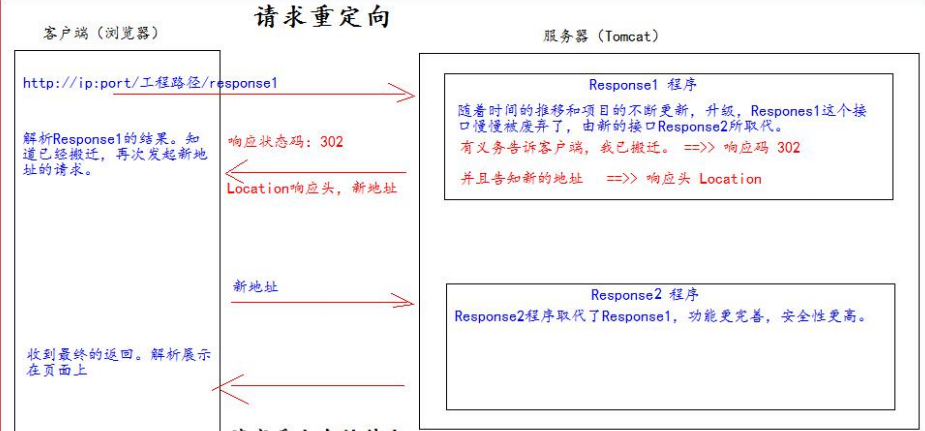 请求重定向
客户端（浏览器）
服务器（Tomcat）
http://ip:port/工程路径/response1
解析Response1的结果。知
道已经搬迁，再次发起新地
址的请求。
响应状态码：302
Location响应头，新地址
Response1 程序
随着时间的推移和项目的不断更新，升级，Respones1这个接
口慢慢被废弃了，由新的接口Response2所取代。
有义务告诉客户端，我已搬迁。 ==>> 响应码 302
并且告知新的地址 ==>> 响应头 Location
新地址
Response2 程序
Response2程序取代了Response1，功能更完善，安全性更高。
收到最终的返回。解析展示
在页面上